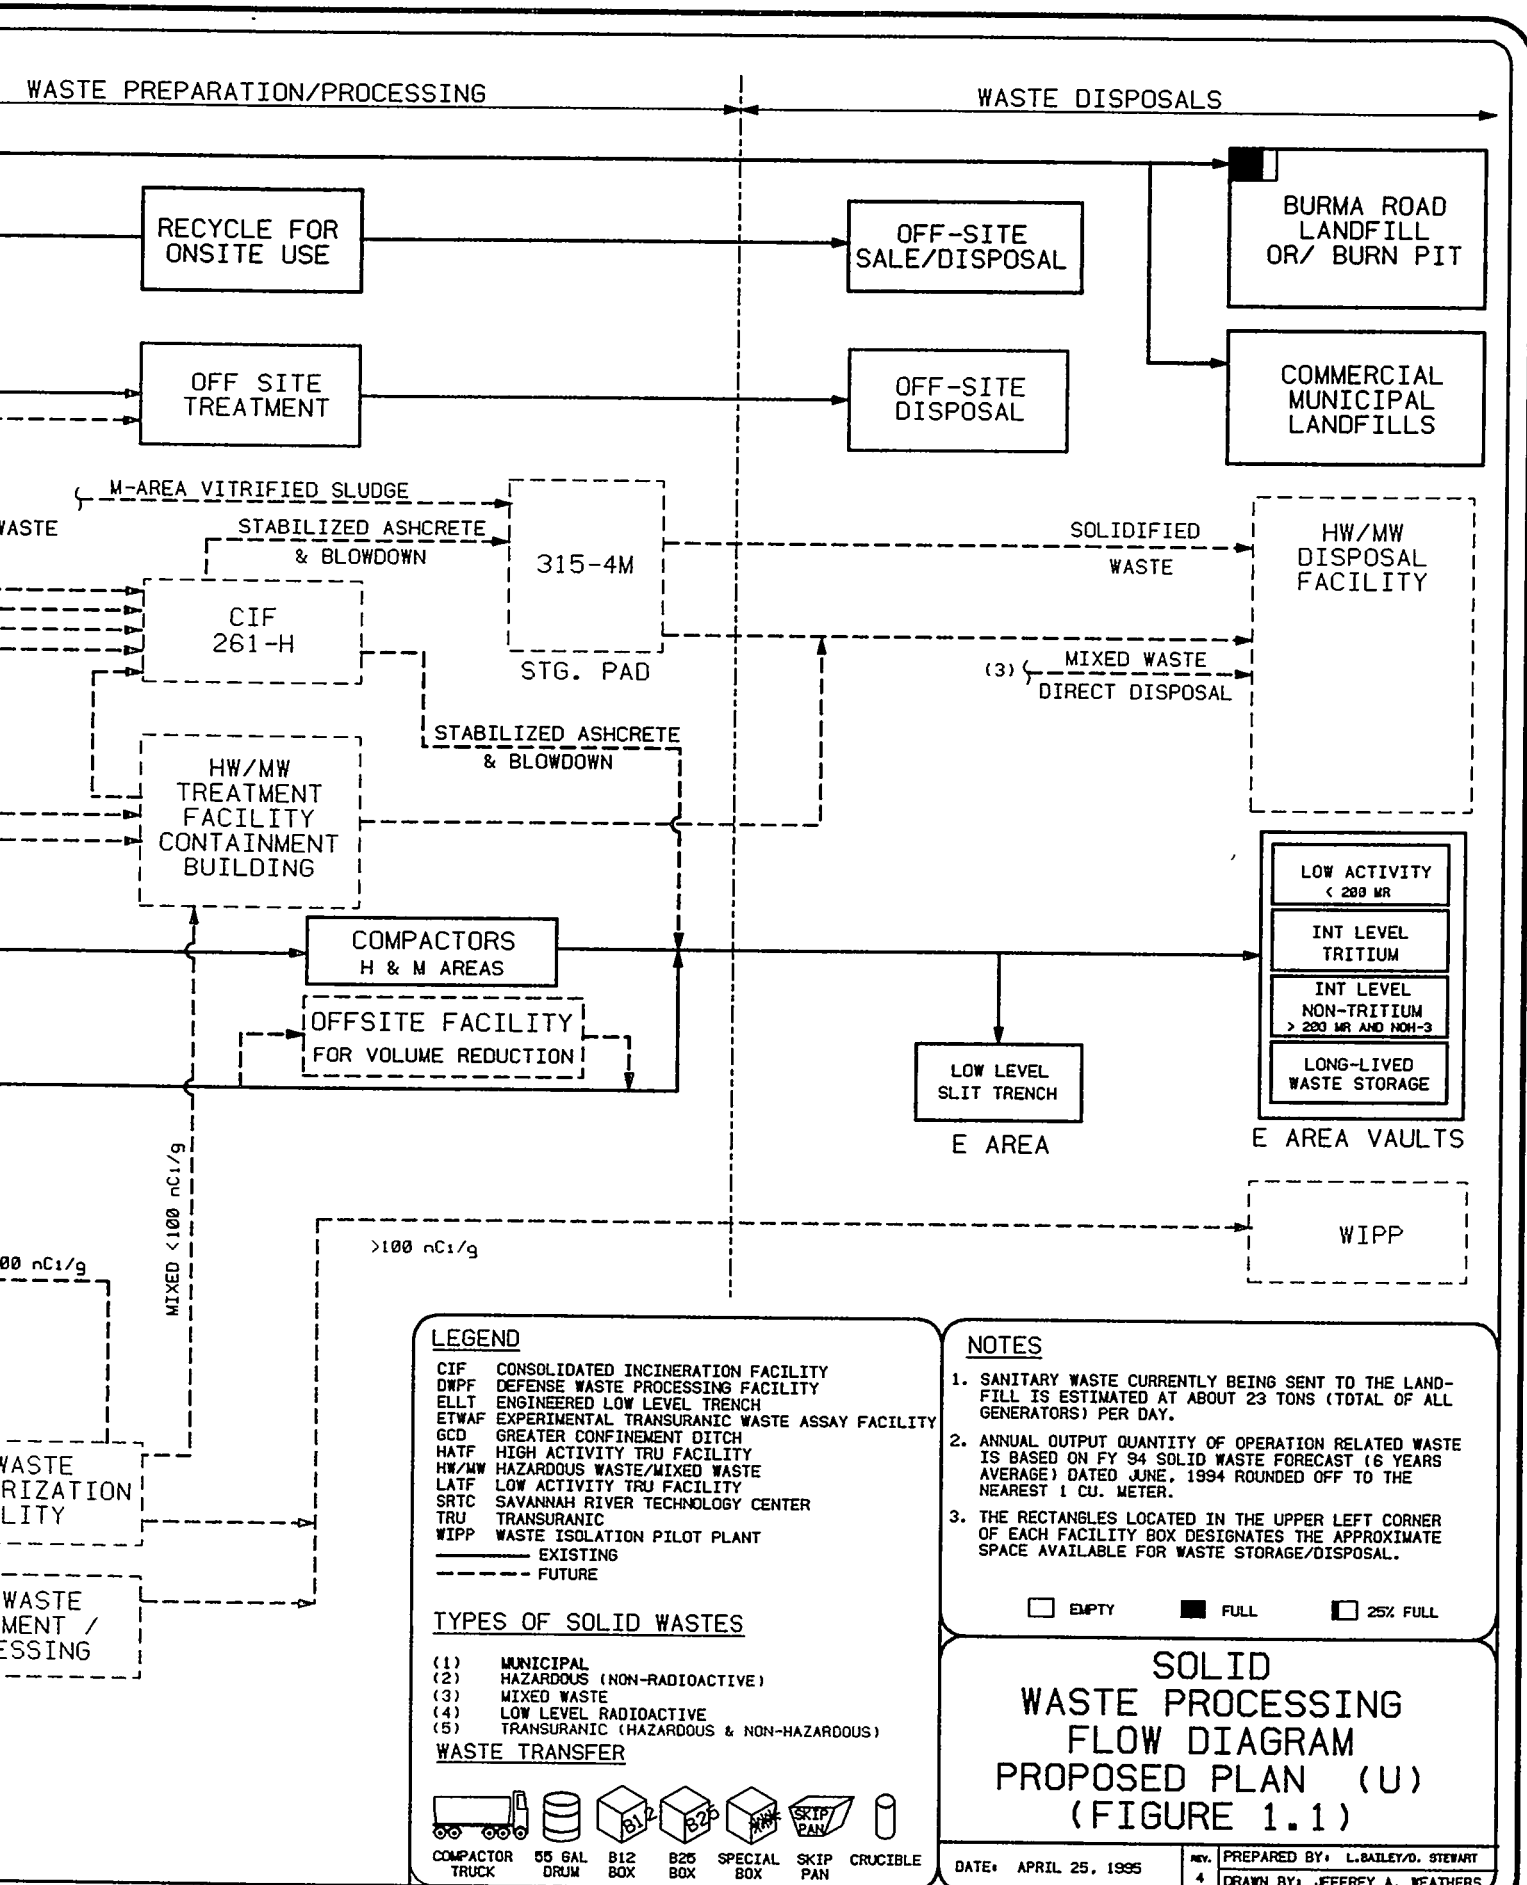 WASTE PREPARATION/PROCESSING
WASTE DISPOSALS
RECYCLE FOR
ONSITE USE
OFF-SITE
SALE/DISPOSAL
BURMA ROAD
LANDFILL
OR/ BURN PIT
OFF SITE
TREATMENT
OFF-SITE
DISPOSAL
COMMERCIAL
MUNICIPAL
LANDFILLS
M-AREA VITRIFIED SLUDGE
WASTE
STABILIZED ASHCRETE
& BLOWDOWN
315-4M
STG. PAD
SOLIDIFIED
WASTE
HW/MW
DISPOSAL
FACILITY
CIF
261-H
(3)
MIXED WASTE
DIRECT DISPOSAL
STABILIZED ASHCRETE
& BLOWDOWN
HW/MW
TREATMENT
FACILITY
CONTAINMENT
BUILDING
LOW ACTIVITY
< 200 MR
INT LEVEL
TRITIUM
INT LEVEL
NON-TRITIUM
> 200 MR AND NOH-3
LONG-LIVED
WASTE STORAGE
E AREA VAULTS
COMPACTORS
H & M AREAS
OFFSITE FACILITY
FOR VOLUME REDUCTION
LOW LEVEL
SLIT TRENCH
E AREA
MIXED <100 nCi/g
00 nCi/g
>100 nCi/g
WIPP
WASTE
RIZATION
LITY
WASTE
MENT /
ESSING
LEGEND
CIF CONSOLIDATED INCINERATION FACILITY
DWPF DEFENSE WASTE PROCESSING FACILITY
ELLT ENGINEERED LOW LEVEL TRENCH
ETWAF EXPERIMENTAL TRANSURANIC WASTE ASSAY FACILITY
GCD GREATER CONFINEMENT DITCH
HATF HIGH ACTIVITY TRU FACILITY
HW/MW HAZARDOUS WASTE/MIXED WASTE
LATF LOW ACTIVITY TRU FACILITY
SRTC SAVANNAH RIVER TECHNOLOGY CENTER
TRU TRANSURANIC
WIPP WASTE ISOLATION PILOT PLANT
EXISTING
FUTURE
TYPES OF SOLID WASTES
(1) MUNICIPAL
(2) HAZARDOUS (NON-RADIOACTIVE)
(3) MIXED WASTE
(4) LOW LEVEL RADIOACTIVE
(5) TRANSURANIC (HAZARDOUS & NON-HAZARDOUS)
WASTE TRANSFER
B12
B25
SKIP
PAN
COMPACTOR
TRUCK
55 GAL
DRUM
B12
BOX
B25
BOX
SPECIAL
BOX
SKIP
PAN
CRUCIBLE
NOTES
1. SANITARY WASTE CURRENTLY BEING SENT TO THE LAND-
FILL IS ESTIMATED AT ABOUT 23 TONS (TOTAL OF ALL
GENERATORS) PER DAY.
2. ANNUAL OUTPUT QUANTITY OF OPERATION RELATED WASTE
IS BASED ON FY 94 SOLID WASTE FORECAST (6 YEARS
AVERAGE) DATED JUNE, 1994 ROUNDED OFF TO THE
NEAREST 1 CU. METER.
3. THE RECTANGLES LOCATED IN THE UPPER LEFT CORNER
OF EACH FACILITY BOX DESIGNATES THE APPROXIMATE
SPACE AVAILABLE FOR WASTE STORAGE/DISPOSAL.
EMPTY
FULL
25% FULL
SOLID
WASTE PROCESSING
FLOW DIAGRAM
PROPOSED PLAN (U)
(FIGURE 1.1)
DATE: APRIL 25, 1995
REV.
4
PREPARED BY: L.BAILEY/D. STEWART
DRAWN BY: JEFFREY A. WEATHERS